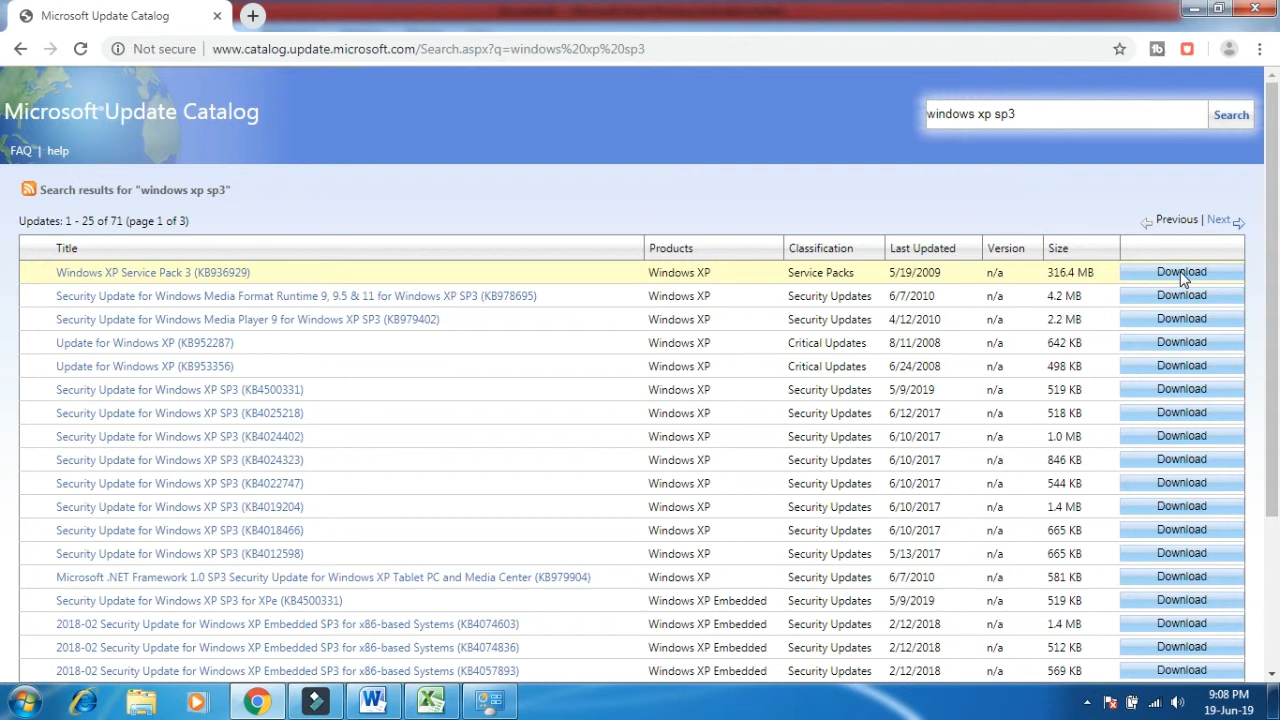 Microsoft Update Catalog
Not secure | www.catalog.update.microsoft.com/Search.aspx?q=windows%20xp%20sp3
Microsoft Update Catalog
windows xp sp3 Search
FAQ | help
Search results for "windows xp sp3"
Updates: 1 - 25 of 71 (page 1 of 3) Previous | Next
Title Products Classification Last Updated Version Size
Windows XP Service Pack 3 (KB936929) Windows XP Service Packs 5/19/2009 n/a 316.4 MB Download
Security Update for Windows Media Format Runtime 9, 9.5 & 11 for Windows XP SP3 (KB978695) Windows XP Security Updates 6/7/2010 n/a 4.2 MB Download
Security Update for Windows Media Player 9 for Windows XP SP3 (KB979402) Windows XP Security Updates 4/12/2010 n/a 2.2 MB Download
Update for Windows XP (KB952287) Windows XP Critical Updates 8/11/2008 n/a 642 KB Download
Update for Windows XP (KB953356) Windows XP Critical Updates 6/24/2008 n/a 498 KB Download
Security Update for Windows XP SP3 (KB4500331) Windows XP Security Updates 5/9/2019 n/a 519 KB Download
Security Update for Windows XP SP3 (KB4025218) Windows XP Security Updates 6/12/2017 n/a 518 KB Download
Security Update for Windows XP SP3 (KB4024402) Windows XP Security Updates 6/10/2017 n/a 1.0 MB Download
Security Update for Windows XP SP3 (KB4024323) Windows XP Security Updates 6/10/2017 n/a 846 KB Download
Security Update for Windows XP SP3 (KB4022747) Windows XP Security Updates 6/10/2017 n/a 544 KB Download
Security Update for Windows XP SP3 (KB4019204) Windows XP Security Updates 6/10/2017 n/a 1.4 MB Download
Security Update for Windows XP SP3 (KB4018466) Windows XP Security Updates 6/10/2017 n/a 665 KB Download
Security Update for Windows XP SP3 (KB4012598) Windows XP Security Updates 5/13/2017 n/a 665 KB Download
Microsoft .NET Framework 1.0 SP3 Security Update for Windows XP Tablet PC and Media Center (KB979904) Windows XP Security Updates 6/7/2010 n/a 581 KB Download
Security Update for Windows XP SP3 for XPe (KB4500331) Windows XP Embedded Security Updates 5/9/2019 n/a 519 KB Download
2018-02 Security Update for Windows XP Embedded SP3 for x86-based Systems (KB4074603) Windows XP Embedded Security Updates 2/12/2018 n/a 1.4 MB Download
2018-02 Security Update for Windows XP Embedded SP3 for x86-based Systems (KB4074836) Windows XP Embedded Security Updates 2/12/2018 n/a 512 KB Download
2018-02 Security Update for Windows XP Embedded SP3 for x86-based Systems (KB4057893) Windows XP Embedded Security Updates 2/12/2018 n/a 569 KB Download
9:08 PM
19-Jun-19